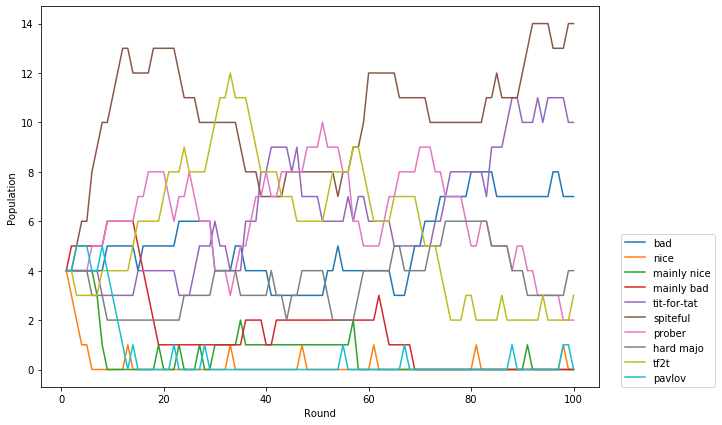 14
12
10
8
6
4
2
0
Population
0
20
40
60
80
100
Round
bad
nice
mainly nice
mainly bad
tit-for-tat
spiteful
prober
hard majo
tf2t
pavlov